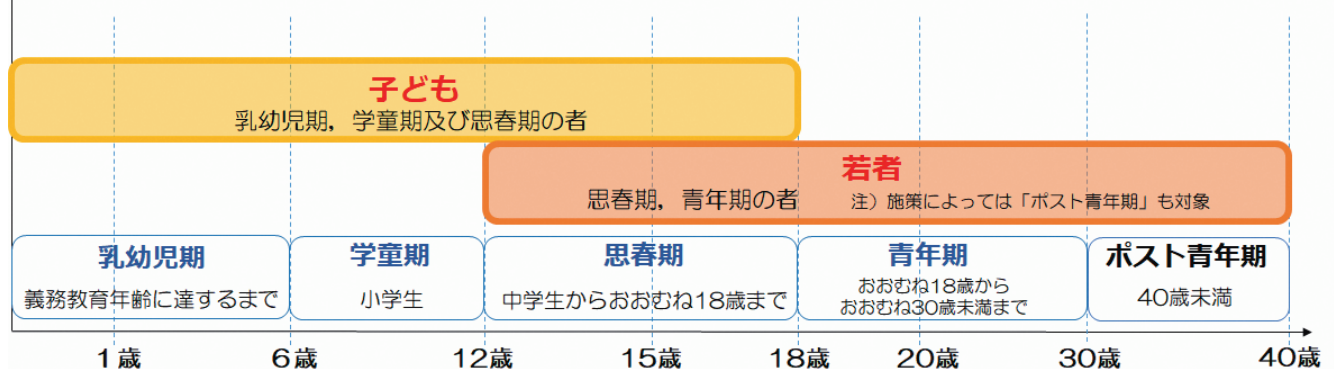 子ども
乳幼児期，学童期及び思春期の者
若者
思春期，青年期の者　注）施策によっては「ポスト青年期」も対象
乳幼児期
義務教育年齢に達するまで
学童期
小学生
思春期
中学生からおおむね18歳まで
青年期
おおむね18歳から
おおむね30歳未満まで
ポスト青年期
40歳未満
1歳　6歳　12歳　15歳　18歳　20歳　30歳　40歳